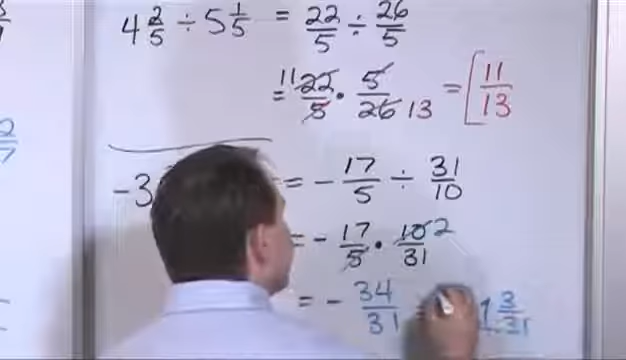 4 2/5 ÷ 5 1/5 = 22/5 ÷ 26/5
= 11 22/5 · 5/26 13 = [ 11/13
-3 = - 17/5 ÷ 31/10
= - 17/5 · 10/31 2
= - 34/31 = 1 3/31